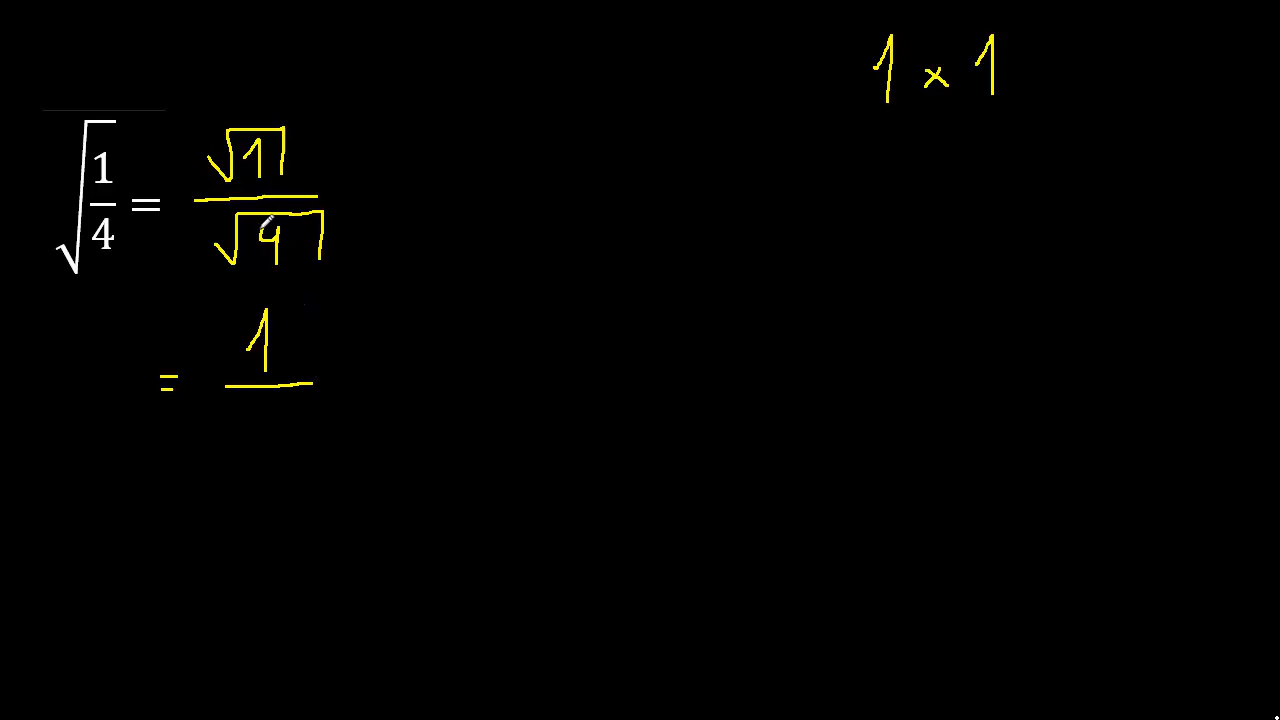 1 × 1
√(1/4) = √1/√4
= 1/